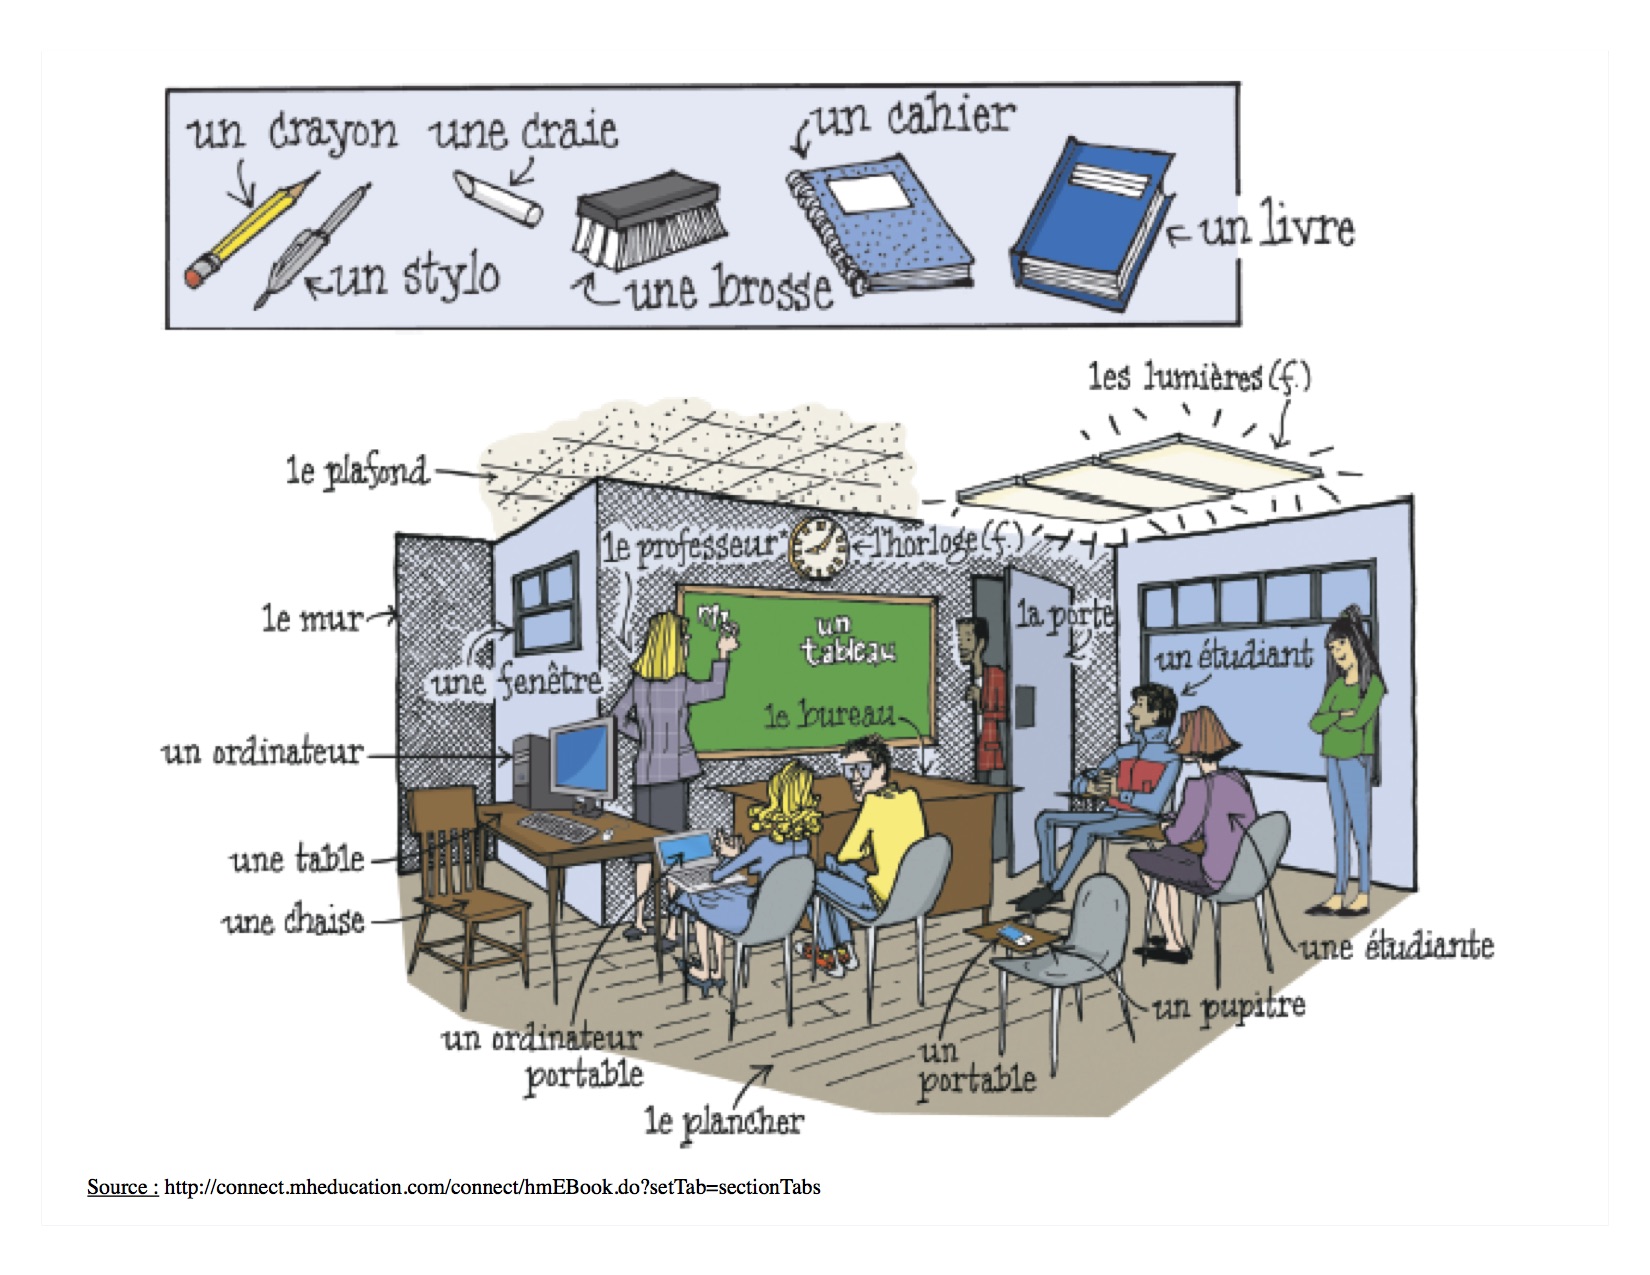 un crayon
une craie
un cahier
un livre
un stylo
une brosse
les lumières (f.)
le plafond
le professeur*
l'horloge (f.)
le mur
la porte
Mr
un
tableau
un étudiant
une fenêtre
le bureau
un ordinateur
une table
une chaise
une étudiante
un pupitre
un ordinateur
portable
un
portable
le plancher
Source : http://connect.mheducation.com/connect/hmEBook.do?setTab=sectionTabs